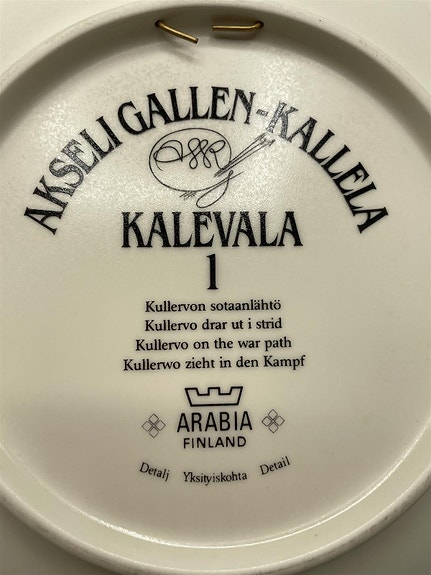 AKSELI GALLEN-KALLELA
KALEVALA
1
Kullervon sotaanlähtö
Kullervo drar ut i strid
Kullervo on the war path
Kullerwo zieht in den Kampf
ARABIA
FINLAND
Detalj Yksityiskohta Detail